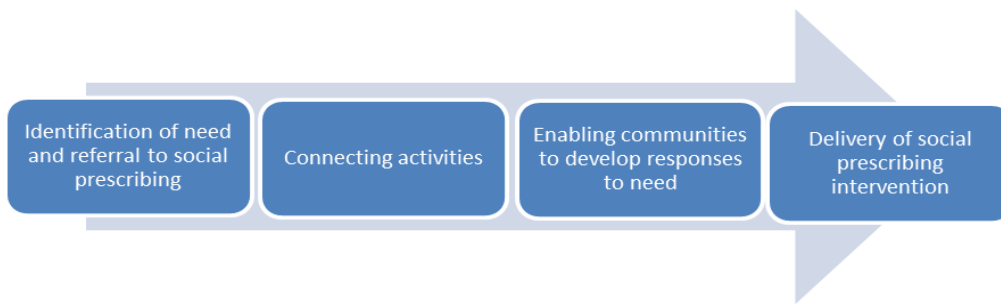 Identification of need
and referral to social
prescribing
Connecting activities
Enabling communities
to develop responses
to need
Delivery of social
prescribing
intervention